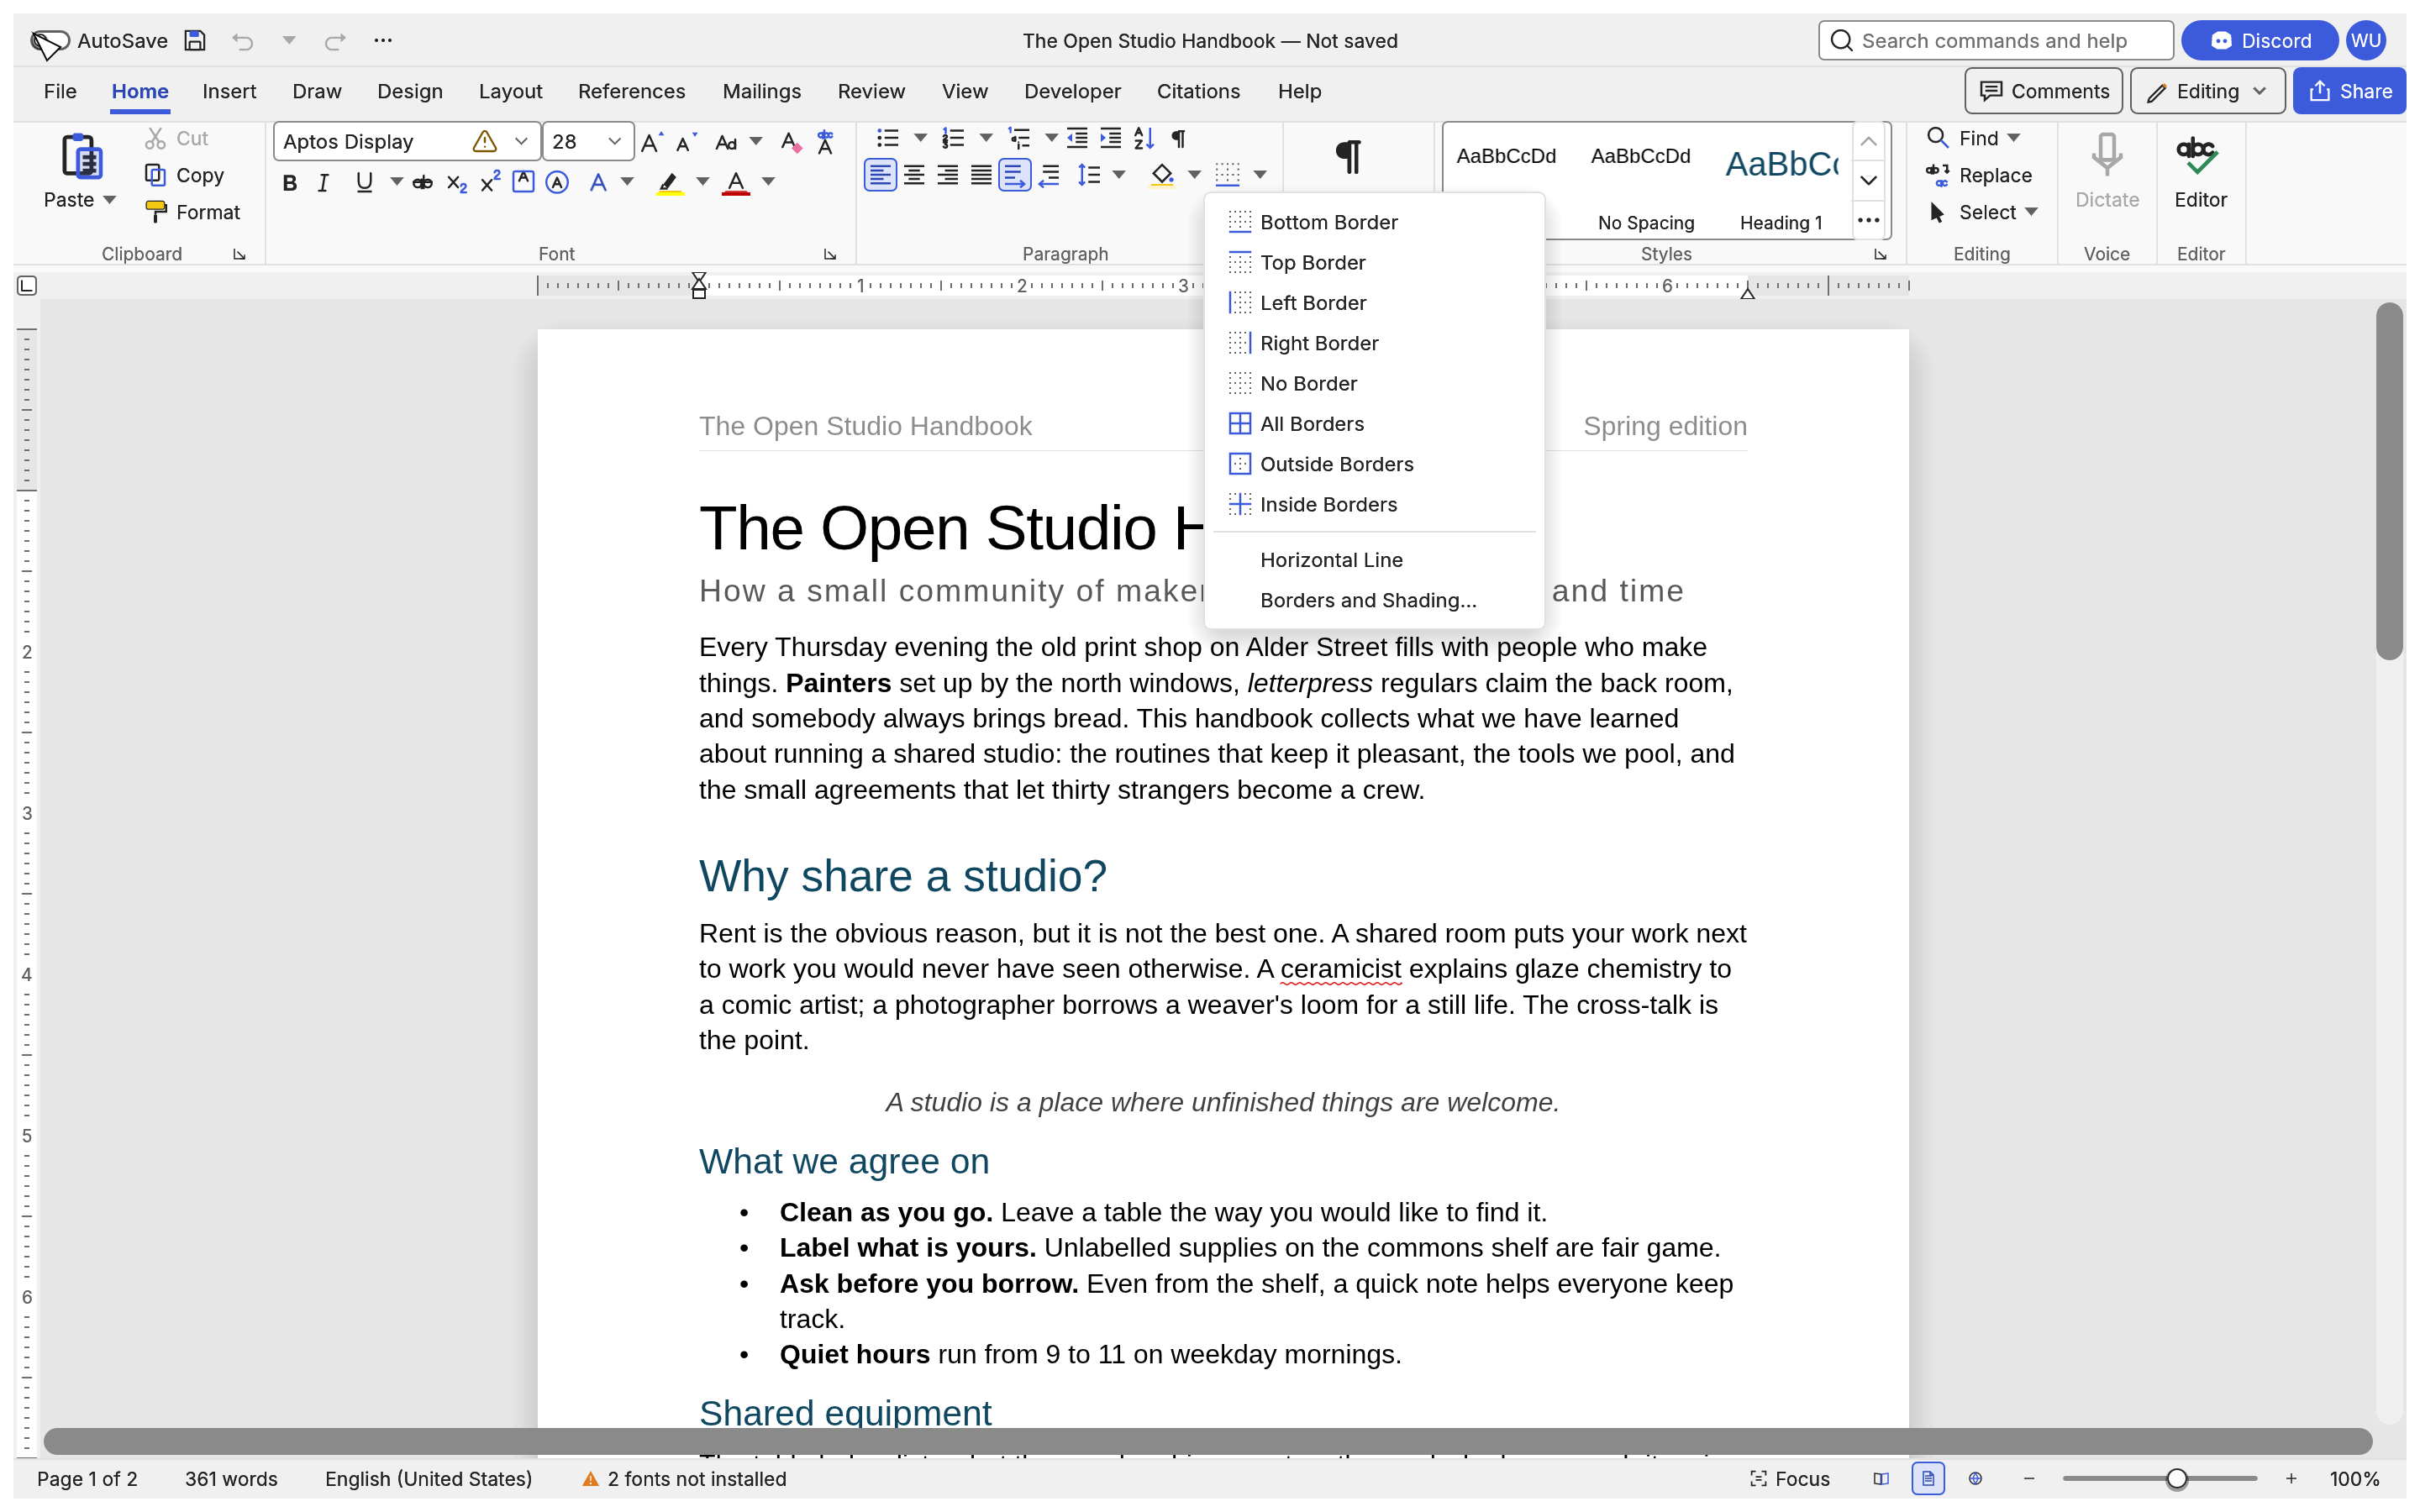 AutoSave
The Open Studio Handbook — Not saved
Search commands and help
Discord
WU
File Home Insert Draw Design Layout References Mailings Review View Developer Citations Help
Comments
Editing
Share
Paste
Cut
Copy
Format
Clipboard
Aptos Display
28
Font
Paragraph
AaBbCcDd
AaBbCcDd
No Spacing
Heading 1
Styles
Find
Replace
Select
Editing
Dictate
Voice
Editor
Editor
Bottom Border
Top Border
Left Border
Right Border
No Border
All Borders
Outside Borders
Inside Borders
Horizontal Line
Borders and Shading...
1 2 3 6
The Open Studio Handbook
Spring edition
The Open Studio H
How a small community of maker and time
Every Thursday evening the old print shop on Alder Street fills with people who make
things. Painters set up by the north windows, letterpress regulars claim the back room,
and somebody always brings bread. This handbook collects what we have learned
about running a shared studio: the routines that keep it pleasant, the tools we pool, and
the small agreements that let thirty strangers become a crew.
Why share a studio?
Rent is the obvious reason, but it is not the best one. A shared room puts your work next
to work you would never have seen otherwise. A ceramicist explains glaze chemistry to
a comic artist; a photographer borrows a weaver's loom for a still life. The cross-talk is
the point.
A studio is a place where unfinished things are welcome.
What we agree on
• Clean as you go. Leave a table the way you would like to find it.
• Label what is yours. Unlabelled supplies on the commons shelf are fair game.
• Ask before you borrow. Even from the shelf, a quick note helps everyone keep
track.
• Quiet hours run from 9 to 11 on weekday mornings.
Shared equipment
2
3
4
5
6
Page 1 of 2
361 words
English (United States)
2 fonts not installed
Focus
100%